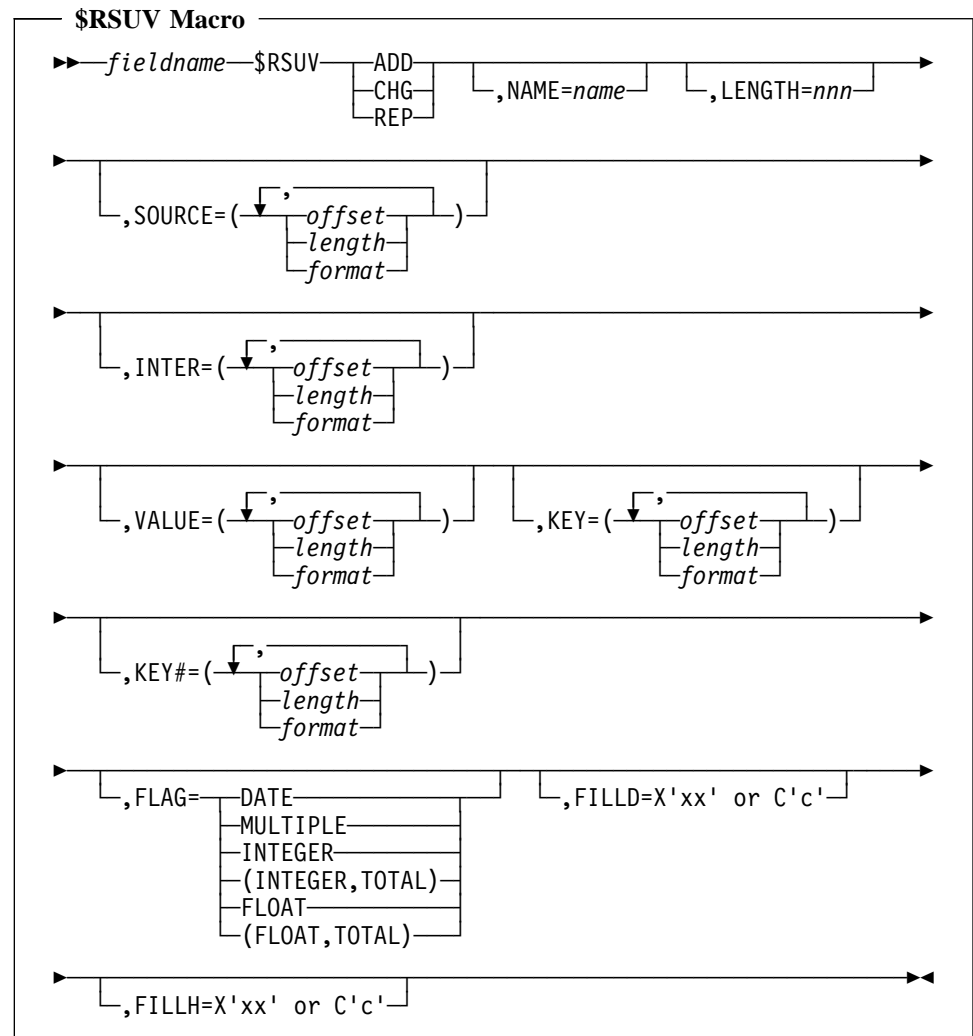 $RSUV Macro
fieldname $RSUV ADD ,NAME=name ,LENGTH=nnn
CHG
REP
,
,SOURCE=( offset )
length
format
,
,INTER=( offset )
length
format
, ,
,VALUE=( offset ) ,KEY=( offset )
length length
format format
,
,KEY#=( offset )
length
format
,FLAG= DATE ,FILLD=X'xx' or C'c'
MULTIPLE
INTEGER
(INTEGER,TOTAL)
FLOAT
(FLOAT,TOTAL)
,FILLH=X'xx' or C'c'